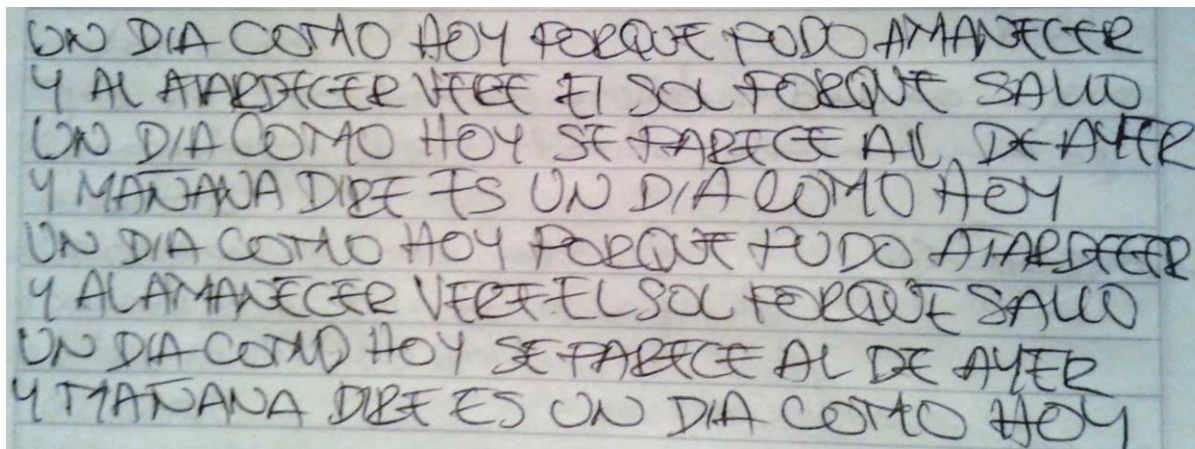 UN DIA COMO HOY PORQUE PUDO AMANECER
Y AL ATARDECER VERE El SOL PORQUE SALIO
UN DIA COMO HOY SE PARECE AL DE AYER
Y MAÑANA DIRE ES UN DIA COMO HOY
UN DIA COMO HOY PORQUE PUDO ATARDECER
Y AL AMANECER VERE EL SOL PORQUE SALIO
UN DIA COMO HOY SE PARECE AL DE AYER
Y MAÑANA DIRE ES UN DIA COMO HOY